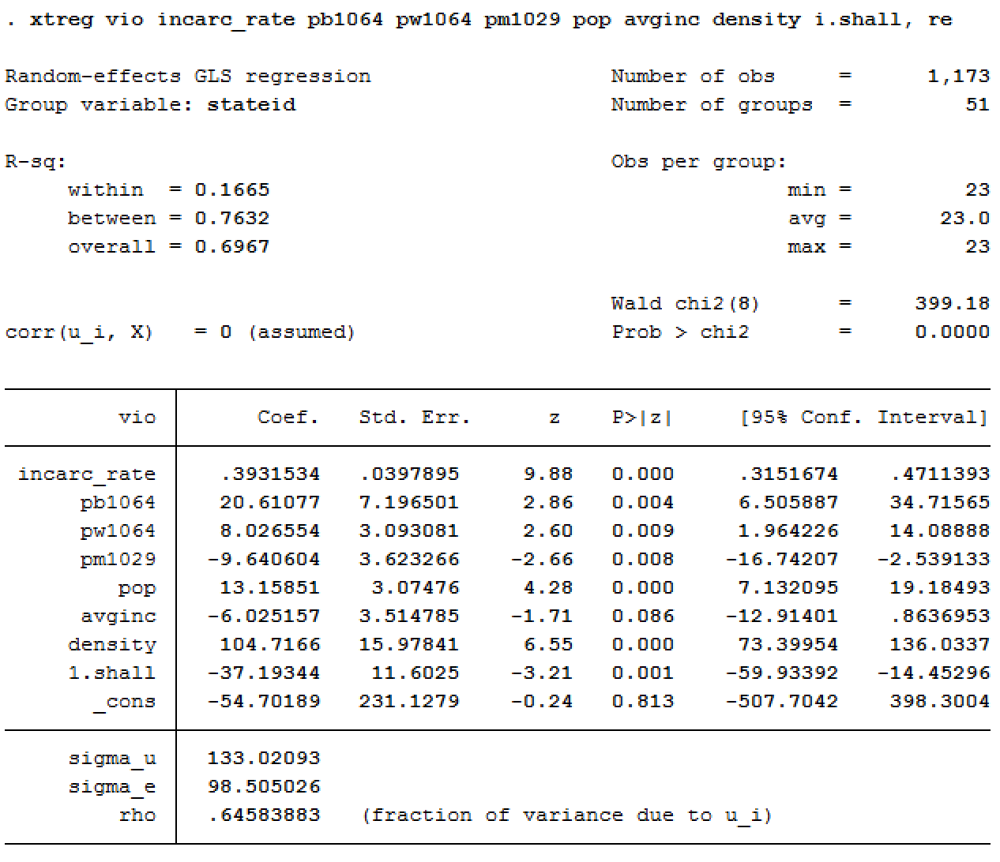 . xtreg vio incarc_rate pb1064 pw1064 pm1029 pop avginc density i.shall, re
Random-effects GLS regression                   Number of obs     =      1,173
Group variable: stateid                         Number of groups  =         51
R-sq:                                           Obs per group:
     within  = 0.1665                                         min =         23
     between = 0.7632                                         avg =       23.0
     overall = 0.6967                                         max =         23
                                                Wald chi2(8)      =     399.18
corr(u_i, X)   = 0 (assumed)                    Prob > chi2       =     0.0000
         vio |      Coef.   Std. Err.      z    P>|z|     [95% Conf. Interval]
 incarc_rate |   .3931534   .0397895     9.88   0.000     .3151674    .4711393
      pb1064 |   20.61077   7.196501     2.86   0.004     6.505887    34.71565
      pw1064 |   8.026554   3.093081     2.60   0.009     1.964226    14.08888
      pm1029 |  -9.640604   3.623266    -2.66   0.008    -16.74207   -2.539133
         pop |   13.15851    3.07476     4.28   0.000     7.132095    19.18493
      avginc |  -6.025157   3.514785    -1.71   0.086    -12.91401    .8636953
     density |   104.7166   15.97841     6.55   0.000     73.39954    136.0337
     1.shall |  -37.19344    11.6025    -3.21   0.001    -59.93392   -14.45296
       _cons |  -54.70189   231.1279    -0.24   0.813    -507.7042    398.3004
     sigma_u |  133.02093
     sigma_e |  98.505026
         rho |  .64583883   (fraction of variance due to u_i)